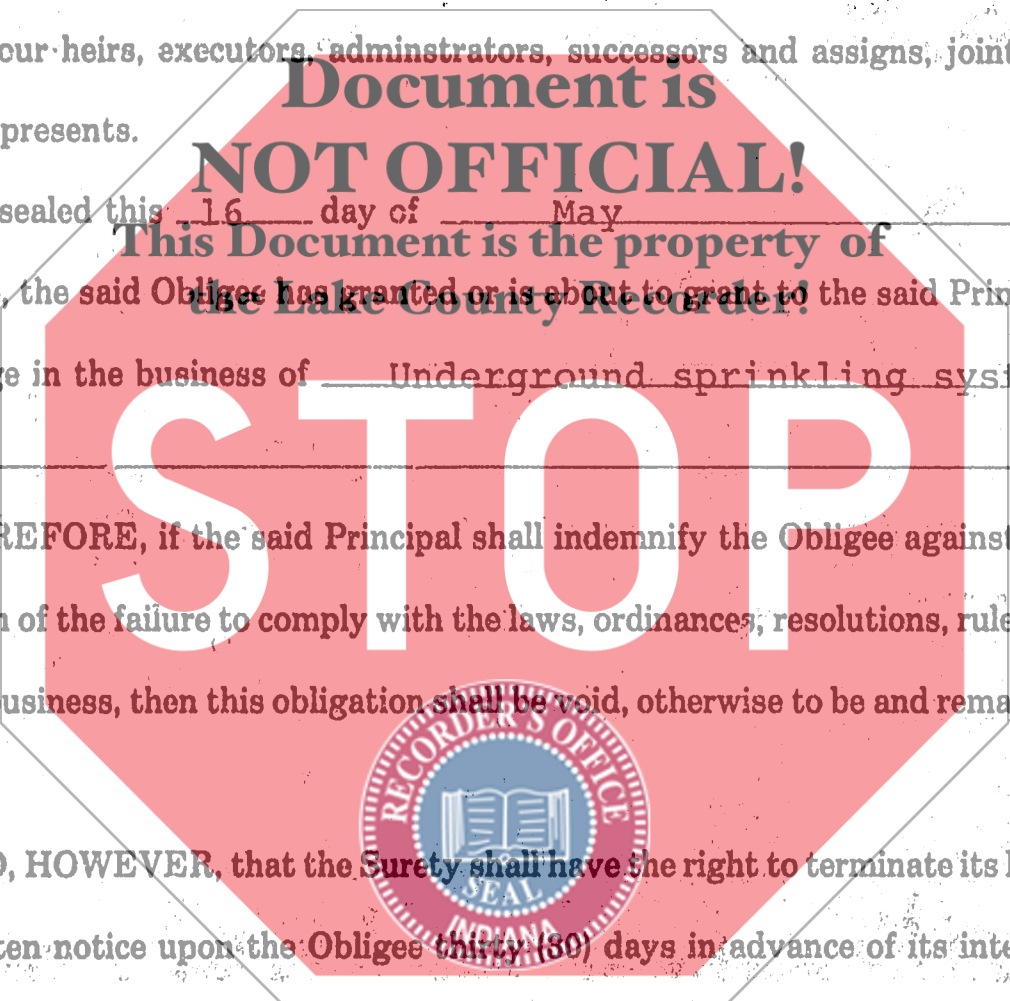 our heirs, executors, adminstrators, successors and assigns, joint
Document is
presents.
NOT OFFICIAL!
sealed this 16 day of May
This Document is the property of
, the said Obligee has granted or is about to grant to the said Prin
the Lake County Recorder!
e in the business of Underground sprinkling syst
STOP
REFORE, if the said Principal shall indemnify the Obligee against
n of the failure to comply with the laws, ordinances, resolutions, rule
usiness, then this obligation shall be void, otherwise to be and rema
RECORDER'S OFFICE
, HOWEVER, that the Surety shall have the right to terminate its l
SEAL
INDIANA
ten notice upon the Obligee thirty (30) days in advance of its inte